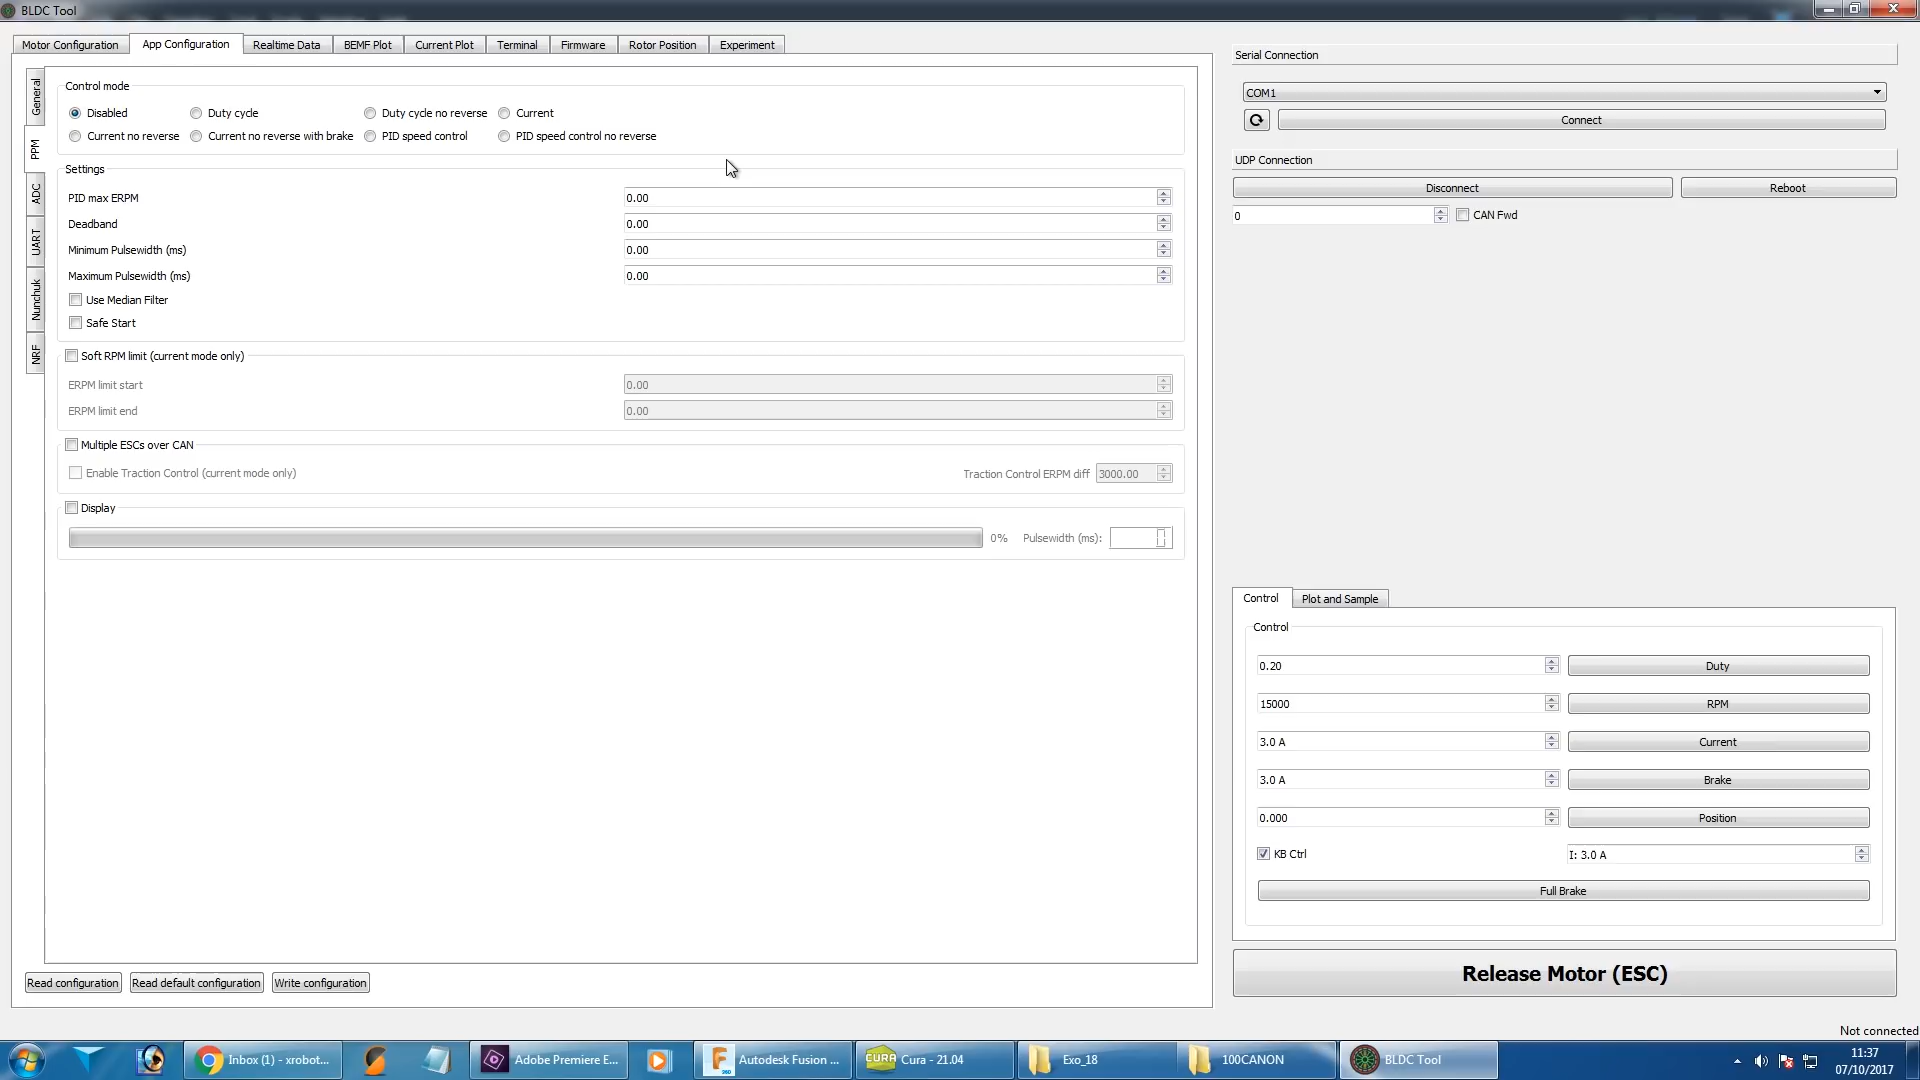 BLDC Tool
Motor Configuration App Configuration Realtime Data BEMF Plot Current Plot Terminal Firmware Rotor Position Experiment
General
PPM
ADC
UART
Nunchuk
NRF
Control mode
Disabled Duty cycle Duty cycle no reverse Current
Current no reverse Current no reverse with brake PID speed control PID speed control no reverse
Settings
PID max ERPM 0.00
Deadband 0.00
Minimum Pulsewidth (ms) 0.00
Maximum Pulsewidth (ms) 0.00
Use Median Filter
Safe Start
Soft RPM limit (current mode only)
ERPM limit start 0.00
ERPM limit end 0.00
Multiple ESCs over CAN
Enable Traction Control (current mode only) Traction Control ERPM diff 3000.00
Display
0% Pulsewidth (ms): 0
Read configuration Read default configuration Write configuration
Serial Connection
COM1
Connect
UDP Connection
Disconnect Reboot
0 CAN Fwd
Control Plot and Sample
Control
0.20 Duty
15000 RPM
3.0 A Current
3.0 A Brake
0.000 Position
KB Ctrl I: 3.0 A
Full Brake
Release Motor (ESC)
Not connected
Inbox (1) - xrobot... Adobe Premiere E... Autodesk Fusion ... CURA Cura - 21.04 Exo_18 100CANON BLDC Tool
11:37
07/10/2017